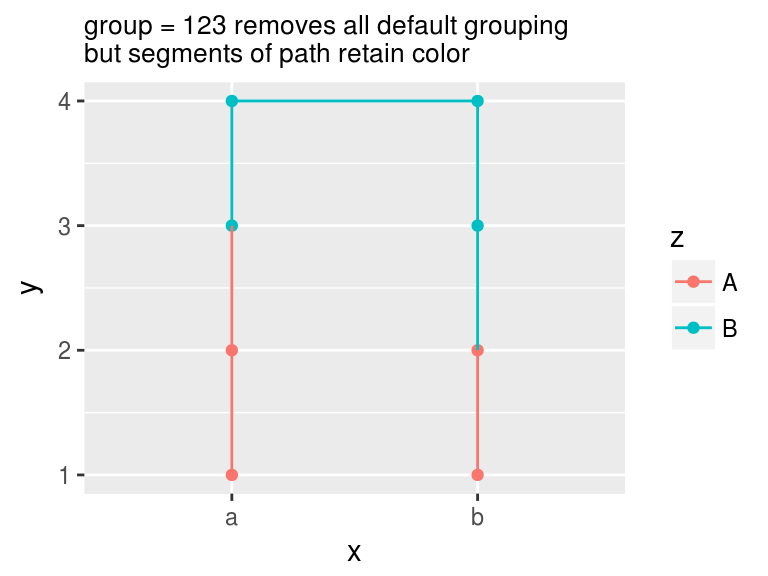 group = 123 removes all default grouping
but segments of path retain color
4
3
2
1
y
a
b
x
z
A
B